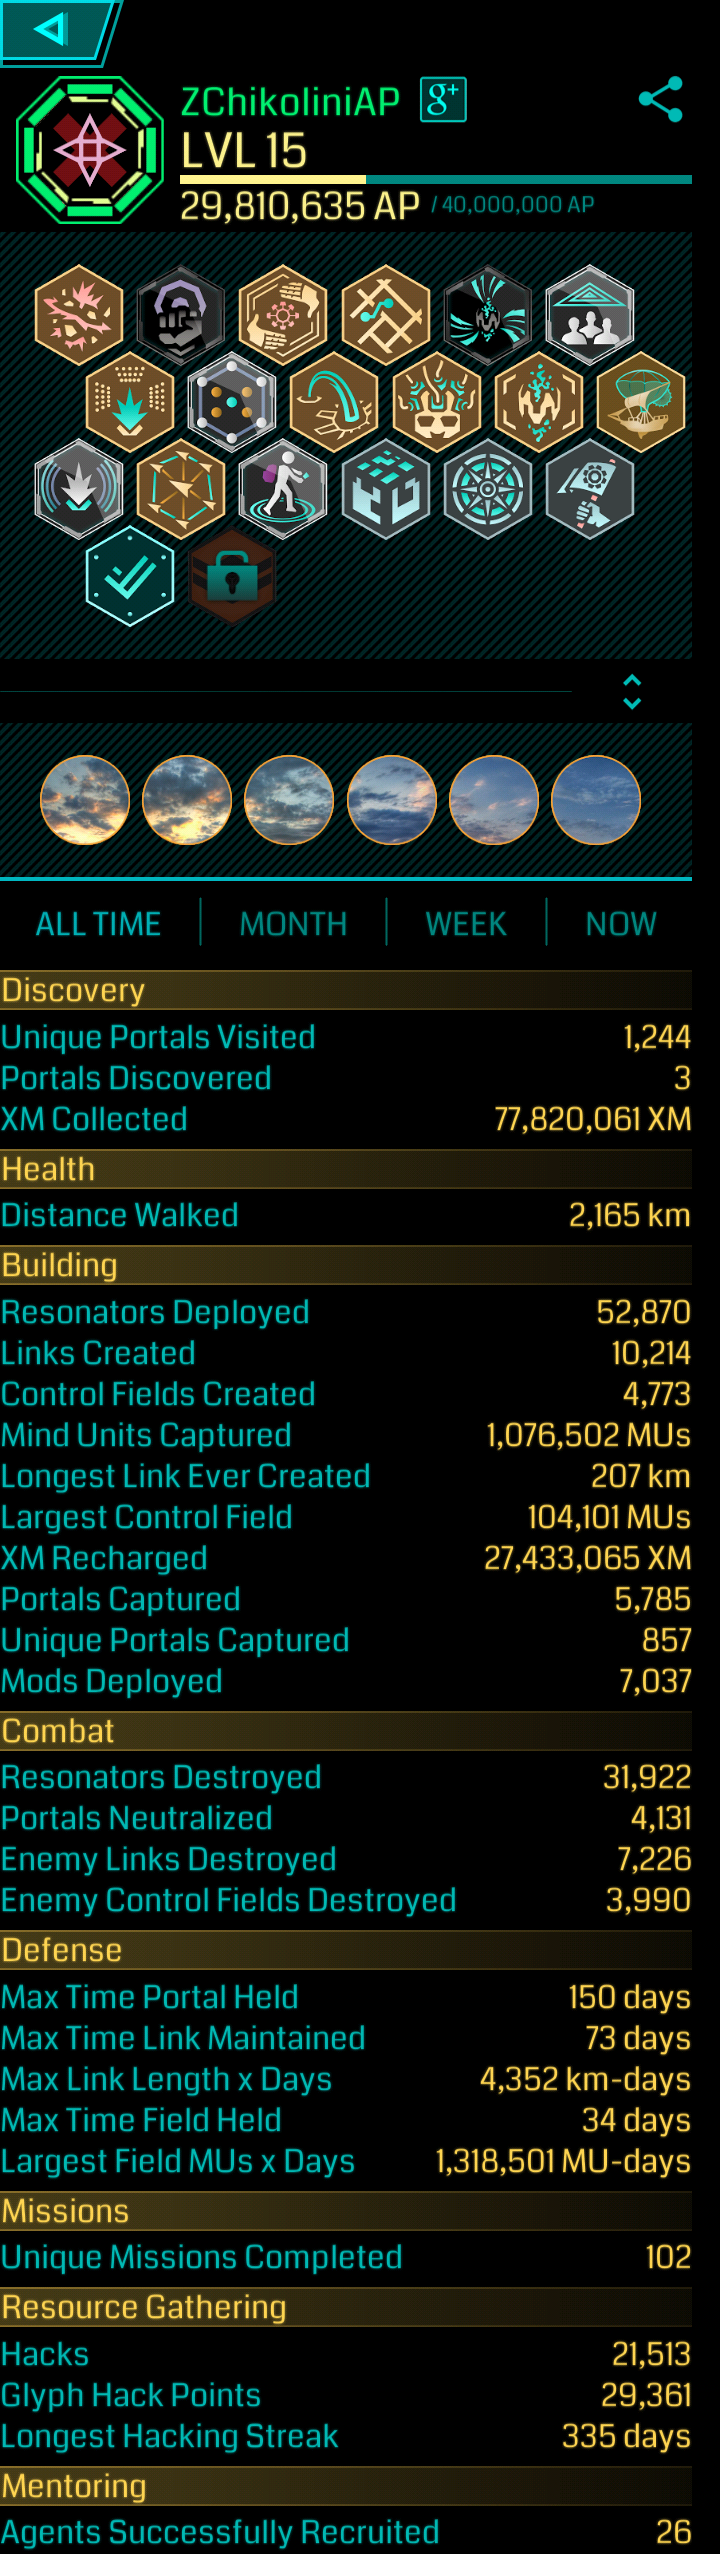 ZChikoliniAP g+
LVL 15
29,810,635 AP / 40,000,000 AP
ALL TIME MONTH WEEK NOW
Discovery
Unique Portals Visited 1,244
Portals Discovered 3
XM Collected 77,820,061 XM
Health
Distance Walked 2,165 km
Building
Resonators Deployed 52,870
Links Created 10,214
Control Fields Created 4,773
Mind Units Captured 1,076,502 MUs
Longest Link Ever Created 207 km
Largest Control Field 104,101 MUs
XM Recharged 27,433,065 XM
Portals Captured 5,785
Unique Portals Captured 857
Mods Deployed 7,037
Combat
Resonators Destroyed 31,922
Portals Neutralized 4,131
Enemy Links Destroyed 7,226
Enemy Control Fields Destroyed 3,990
Defense
Max Time Portal Held 150 days
Max Time Link Maintained 73 days
Max Link Length x Days 4,352 km-days
Max Time Field Held 34 days
Largest Field MUs x Days 1,318,501 MU-days
Missions
Unique Missions Completed 102
Resource Gathering
Hacks 21,513
Glyph Hack Points 29,361
Longest Hacking Streak 335 days
Mentoring
Agents Successfully Recruited 26